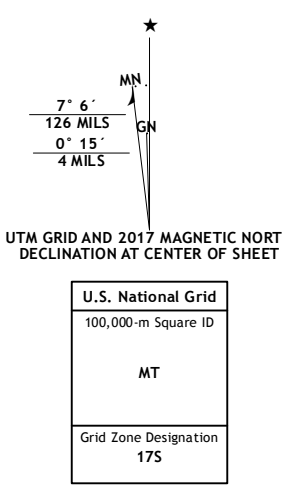 ★
MN
7° 6´
126 MILS
GN
0° 15´
4 MILS
UTM GRID AND 2017 MAGNETIC NORT
DECLINATION AT CENTER OF SHEET
U.S. National Grid
100,000-m Square ID
MT
Grid Zone Designation
17S